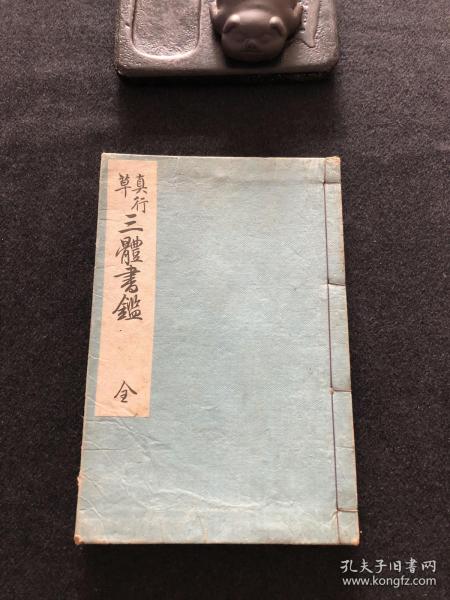 真行
草
三體書鑑
全
孔夫子旧书网
www.kongfz.com